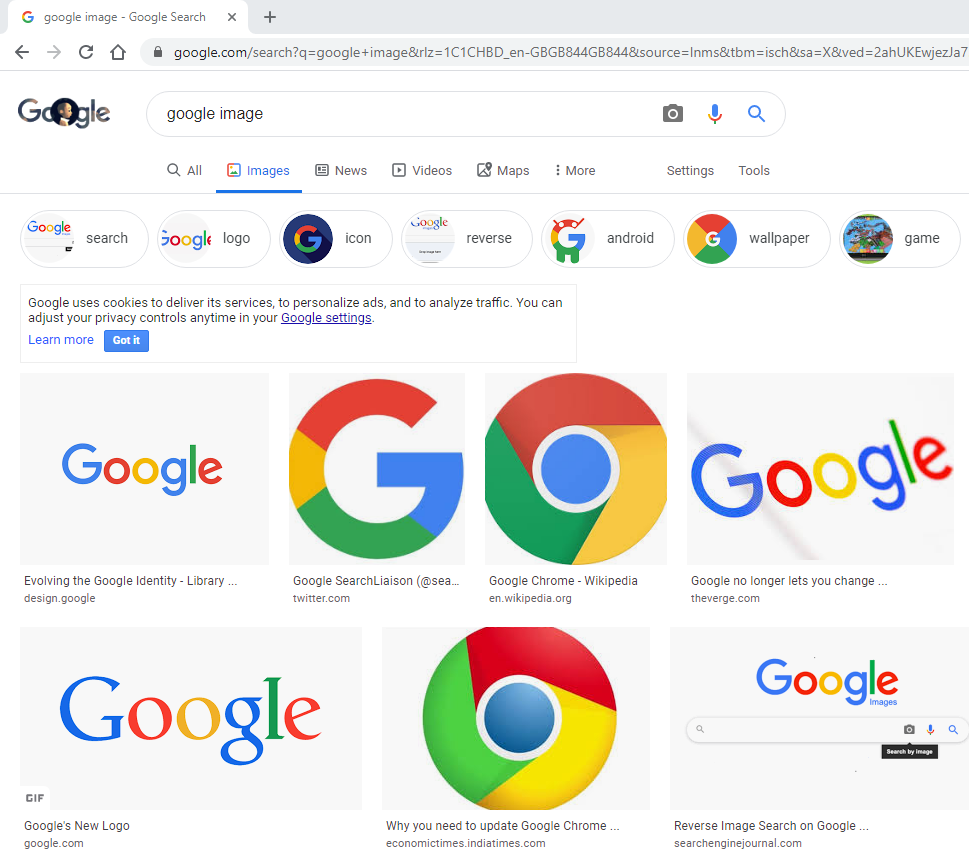 google image - Google Search
google.com/search?q=google+image&rlz=1C1CHBD_en-GBGB844GB844&source=lnms&tbm=isch&sa=X&ved=2ahUKEwjezJa7
Google
google image
All Images News Videos Maps More Settings Tools
Google search
Google logo
G icon
Google reverse
G android
G wallpaper
game
Google uses cookies to deliver its services, to personalize ads, and to analyze traffic. You can
adjust your privacy controls anytime in your Google settings.
Learn more Got it
Google
G
Google
Evolving the Google Identity - Library ...
design.google
Google SearchLiaison (@sea...
twitter.com
Google Chrome - Wikipedia
en.wikipedia.org
Google no longer lets you change ...
theverge.com
Google
GIF
Google
Images
Search by image
Google's New Logo
google.com
Why you need to update Google Chrome ...
economictimes.indiatimes.com
Reverse Image Search on Google ...
searchenginejournal.com